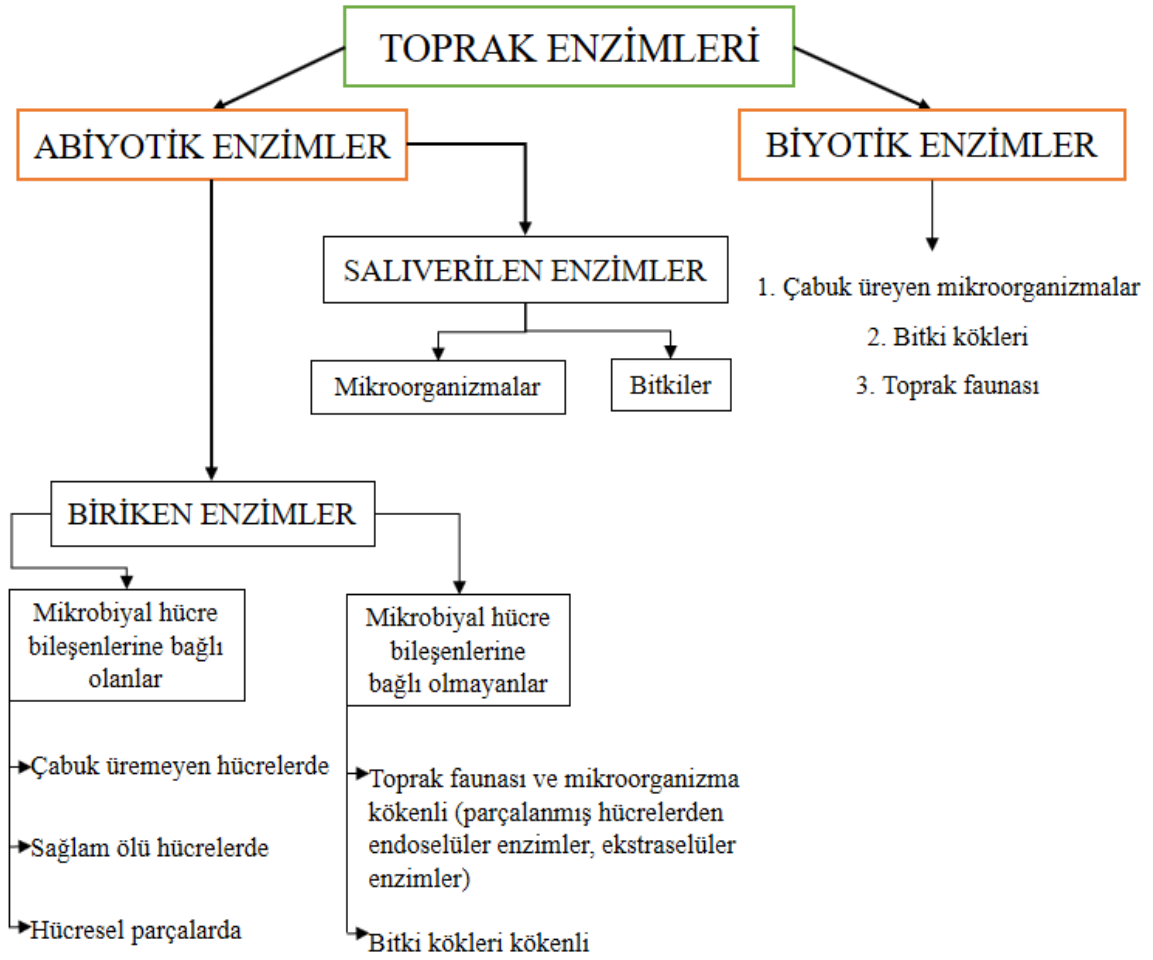 TOPRAK ENZİMLERİ
ABİYOTİK ENZİMLER
BİYOTİK ENZİMLER
SALIVERİLEN ENZİMLER
1. Çabuk üreyen mikroorganizmalar
2. Bitki kökleri
3. Toprak faunası
Mikroorganizmalar
Bitkiler
BİRİKEN ENZİMLER
Mikrobiyal hücre
bileşenlerine bağlı
olanlar
Çabuk üremeyen hücrelerde
Sağlam ölü hücrelerde
Hücresel parçalarda
Mikrobiyal hücre
bileşenlerine
bağlı olmayanlar
Toprak faunası ve mikroorganizma
kökenli (parçalanmış hücrelerden
endoselüler enzimler, ekstraselüler
enzimler)
Bitki kökleri kökenli